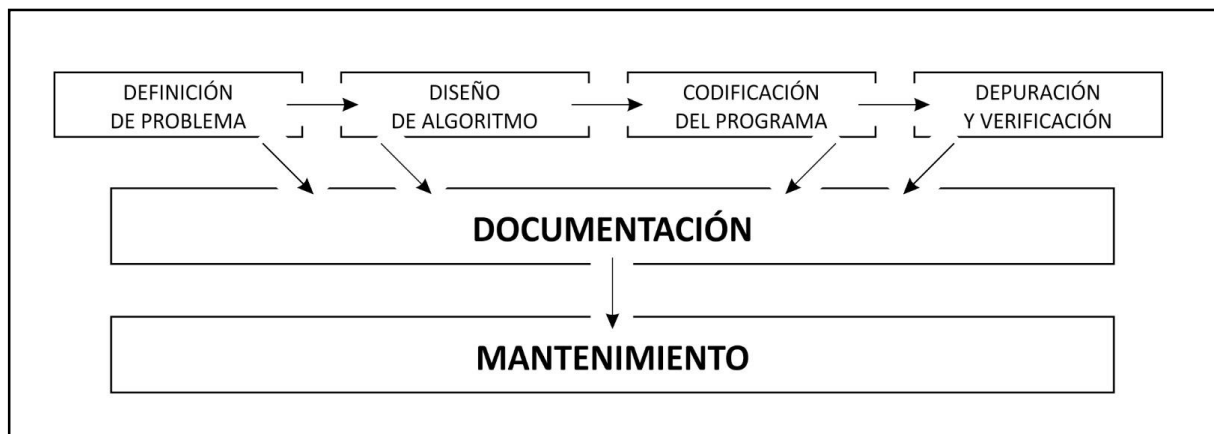 DEFINICIÓN
DE PROBLEMA
DISEÑO
DE ALGORITMO
CODIFICACIÓN
DEL PROGRAMA
DEPURACIÓN
Y VERIFICACIÓN
DOCUMENTACIÓN
MANTENIMIENTO